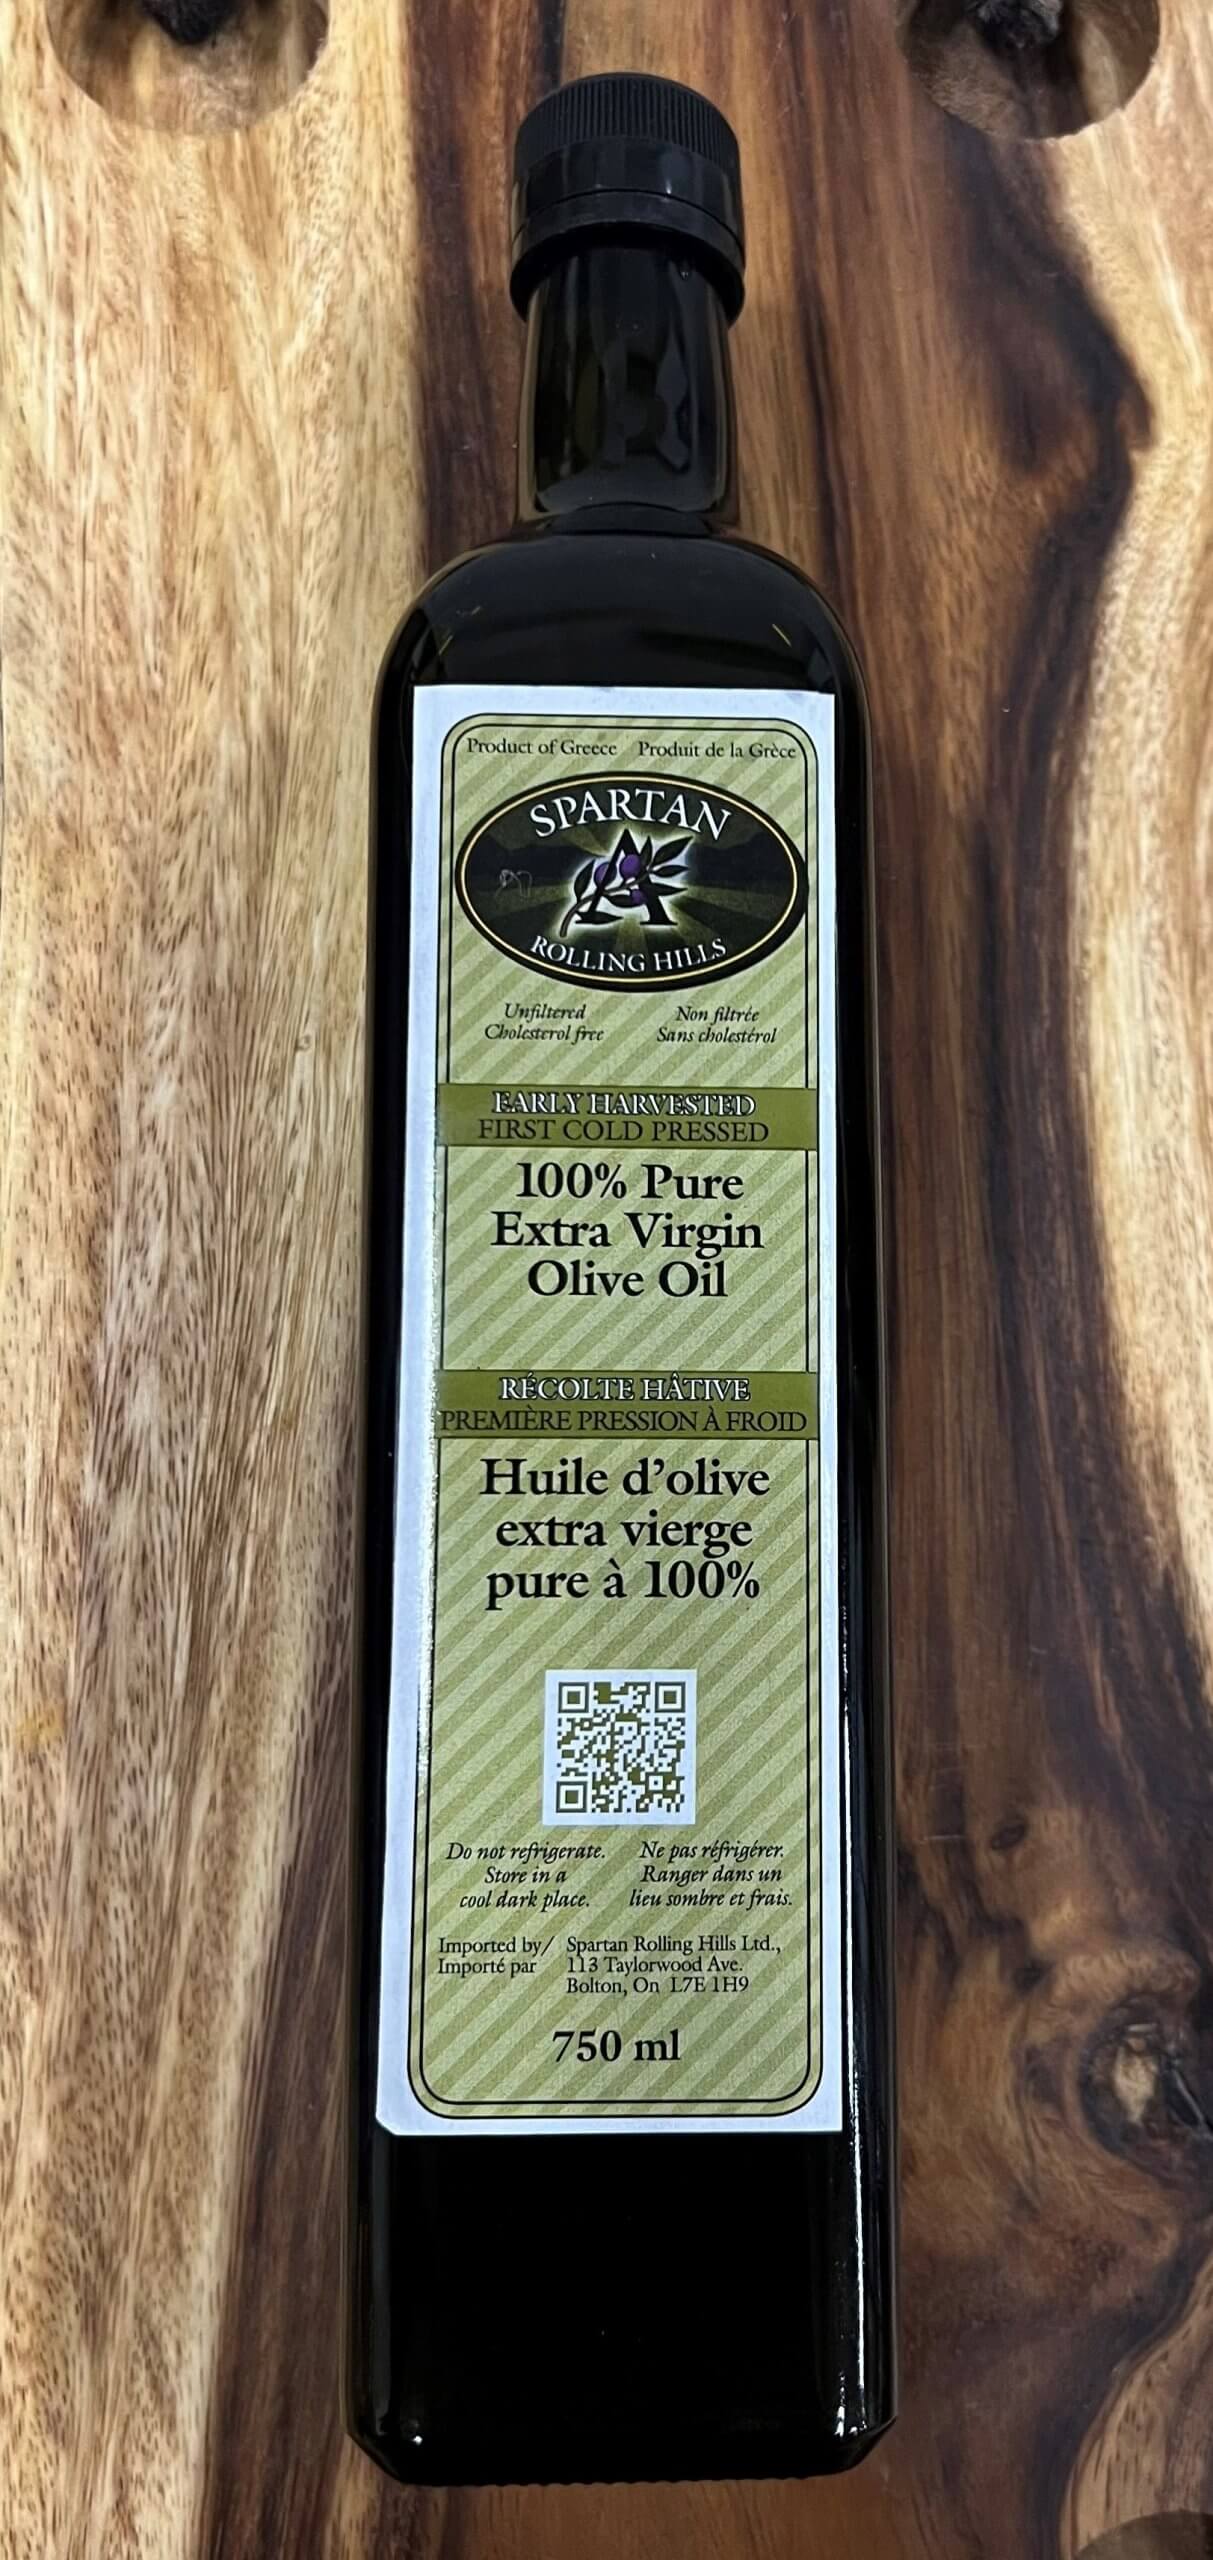 Product of Greece Produit de la Grèce
SPARTAN
A
ROLLING HILLS
Unfiltered Non filtrée
Cholesterol free Sans cholestérol
EARLY HARVESTED
FIRST COLD PRESSED
100% Pure
Extra Virgin
Olive Oil
RÉCOLTE HÂTIVE
PREMIÈRE PRESSION À FROID
Huile d'olive
extra vierge
pure à 100%
Do not refrigerate. Ne pas réfrigérer.
Store in a Ranger dans un
cool dark place. lieu sombre et frais.
Imported by/ Spartan Rolling Hills Ltd.,
Importé par 113 Taylorwood Ave.
Bolton, On L7E 1H9
750 ml